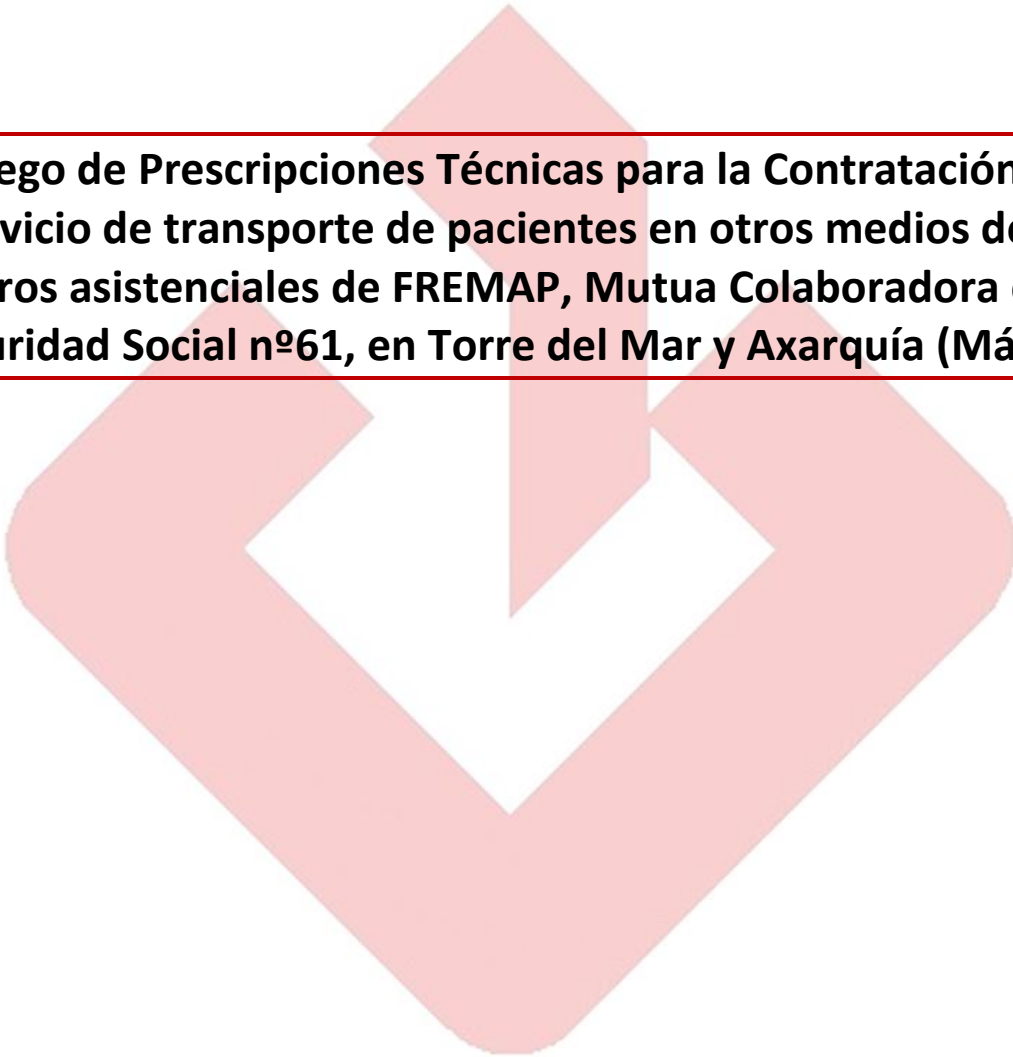 ego de Prescripciones Técnicas para la Contratación
vicio de transporte de pacientes en otros medios de
ros asistenciales de FREMAP, Mutua Colaboradora
uridad Social nº61, en Torre del Mar y Axarquía (Má